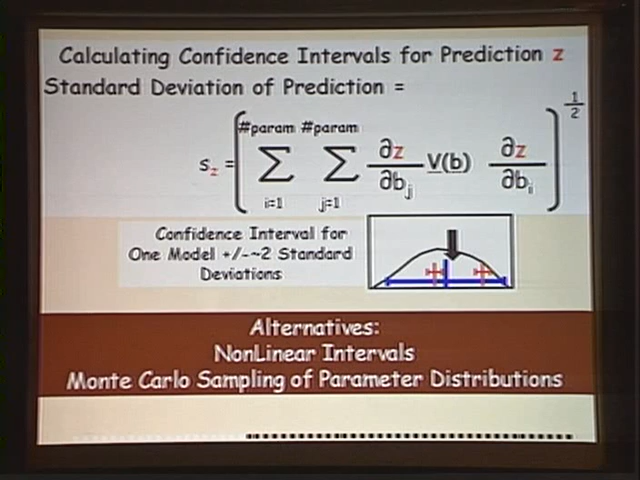 Calculating Confidence Intervals for Prediction z
Standard Deviation of Prediction =
s_z = ( #param Σ i=1 #param Σ j=1 ∂z/∂b_j V(b) ∂z/∂b_i )^1/2
Confidence Interval for
One Model +/-~2 Standard
Deviations
Alternatives:
NonLinear Intervals
Monte Carlo Sampling of Parameter Distributions